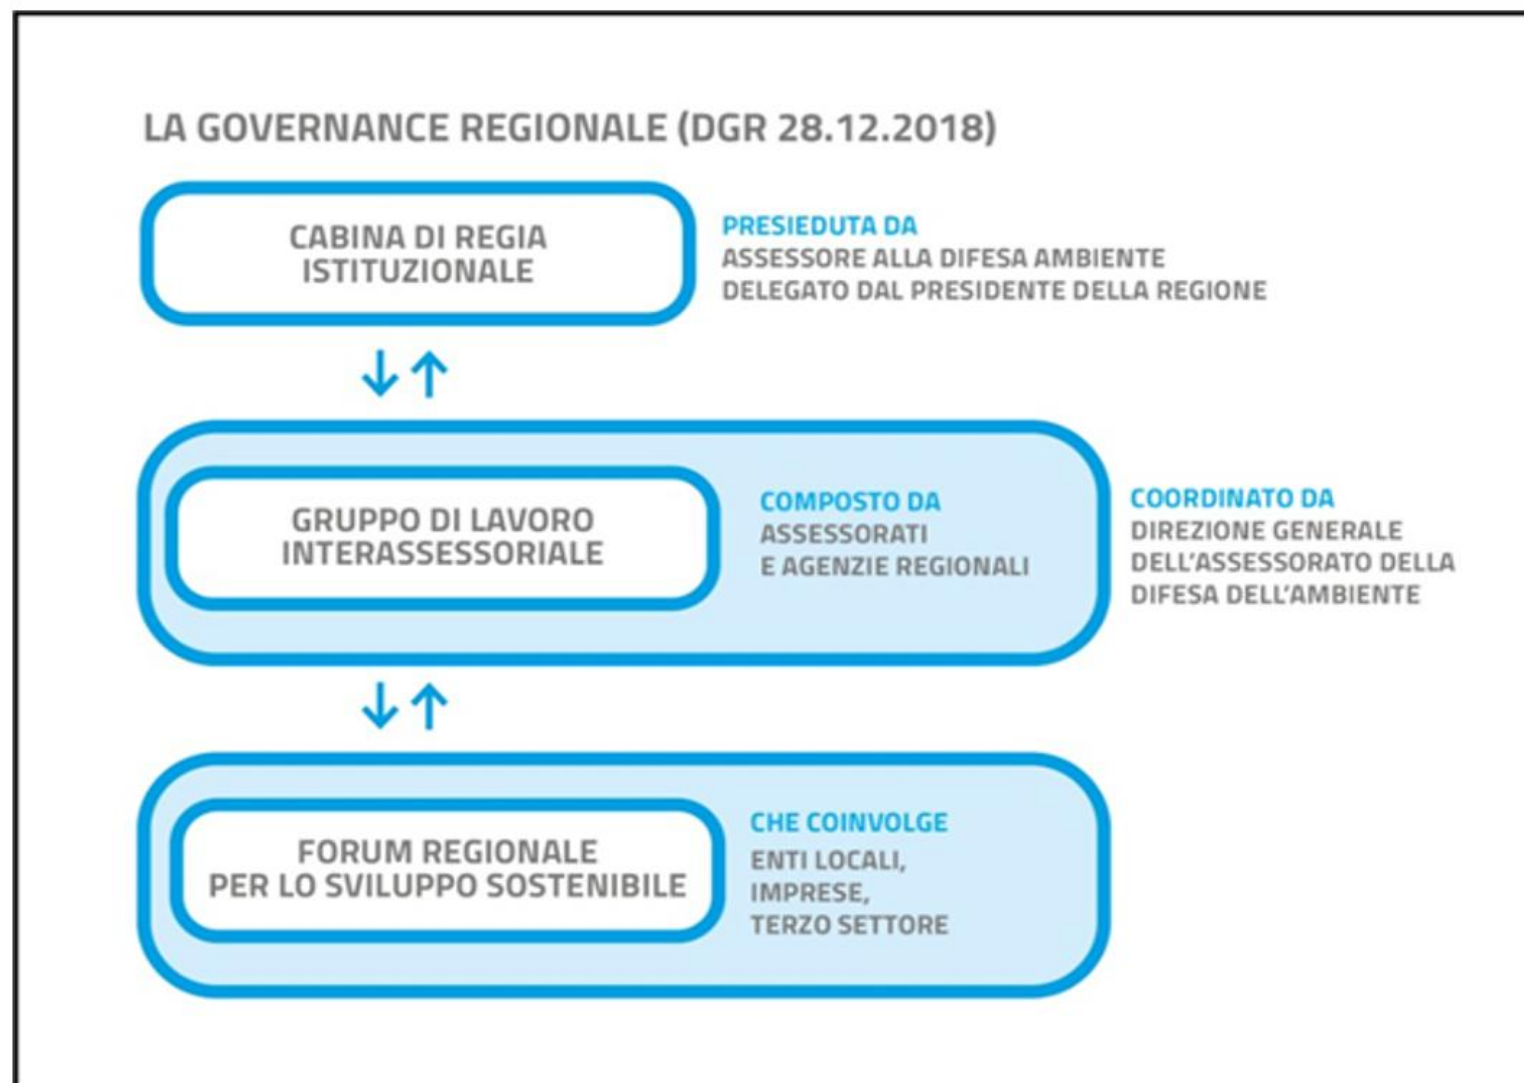 LA GOVERNANCE REGIONALE (DGR 28.12.2018)
CABINA DI REGIA
ISTITUZIONALE
PRESIEDUTA DA
ASSESSORE ALLA DIFESA AMBIENTE
DELEGATO DAL PRESIDENTE DELLA REGIONE
GRUPPO DI LAVORO
INTERASSESSORIALE
COMPOSTO DA
ASSESSORATI
E AGENZIE REGIONALI
COORDINATO DA
DIREZIONE GENERALE
DELL'ASSESSORATO DELLA
DIFESA DELL'AMBIENTE
FORUM REGIONALE
PER LO SVILUPPO SOSTENIBILE
CHE COINVOLGE
ENTI LOCALI,
IMPRESE,
TERZO SETTORE